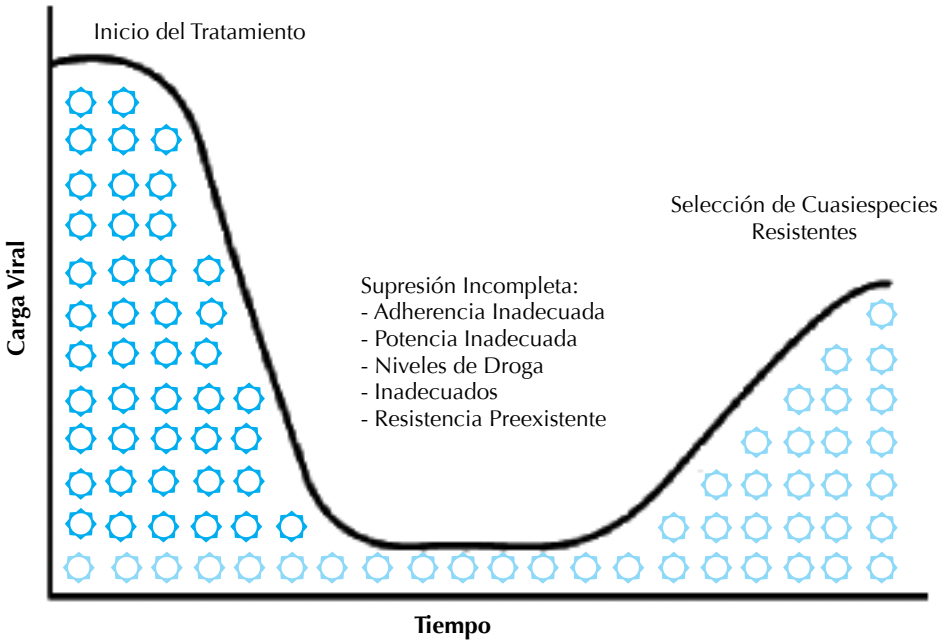 Inicio del Tratamiento
Selección de Cuasiespecies
Resistentes
Supresión Incompleta:
- Adherencia Inadecuada
- Potencia Inadecuada
- Niveles de Droga
- Inadecuados
- Resistencia Preexistente
Carga Viral
Tiempo